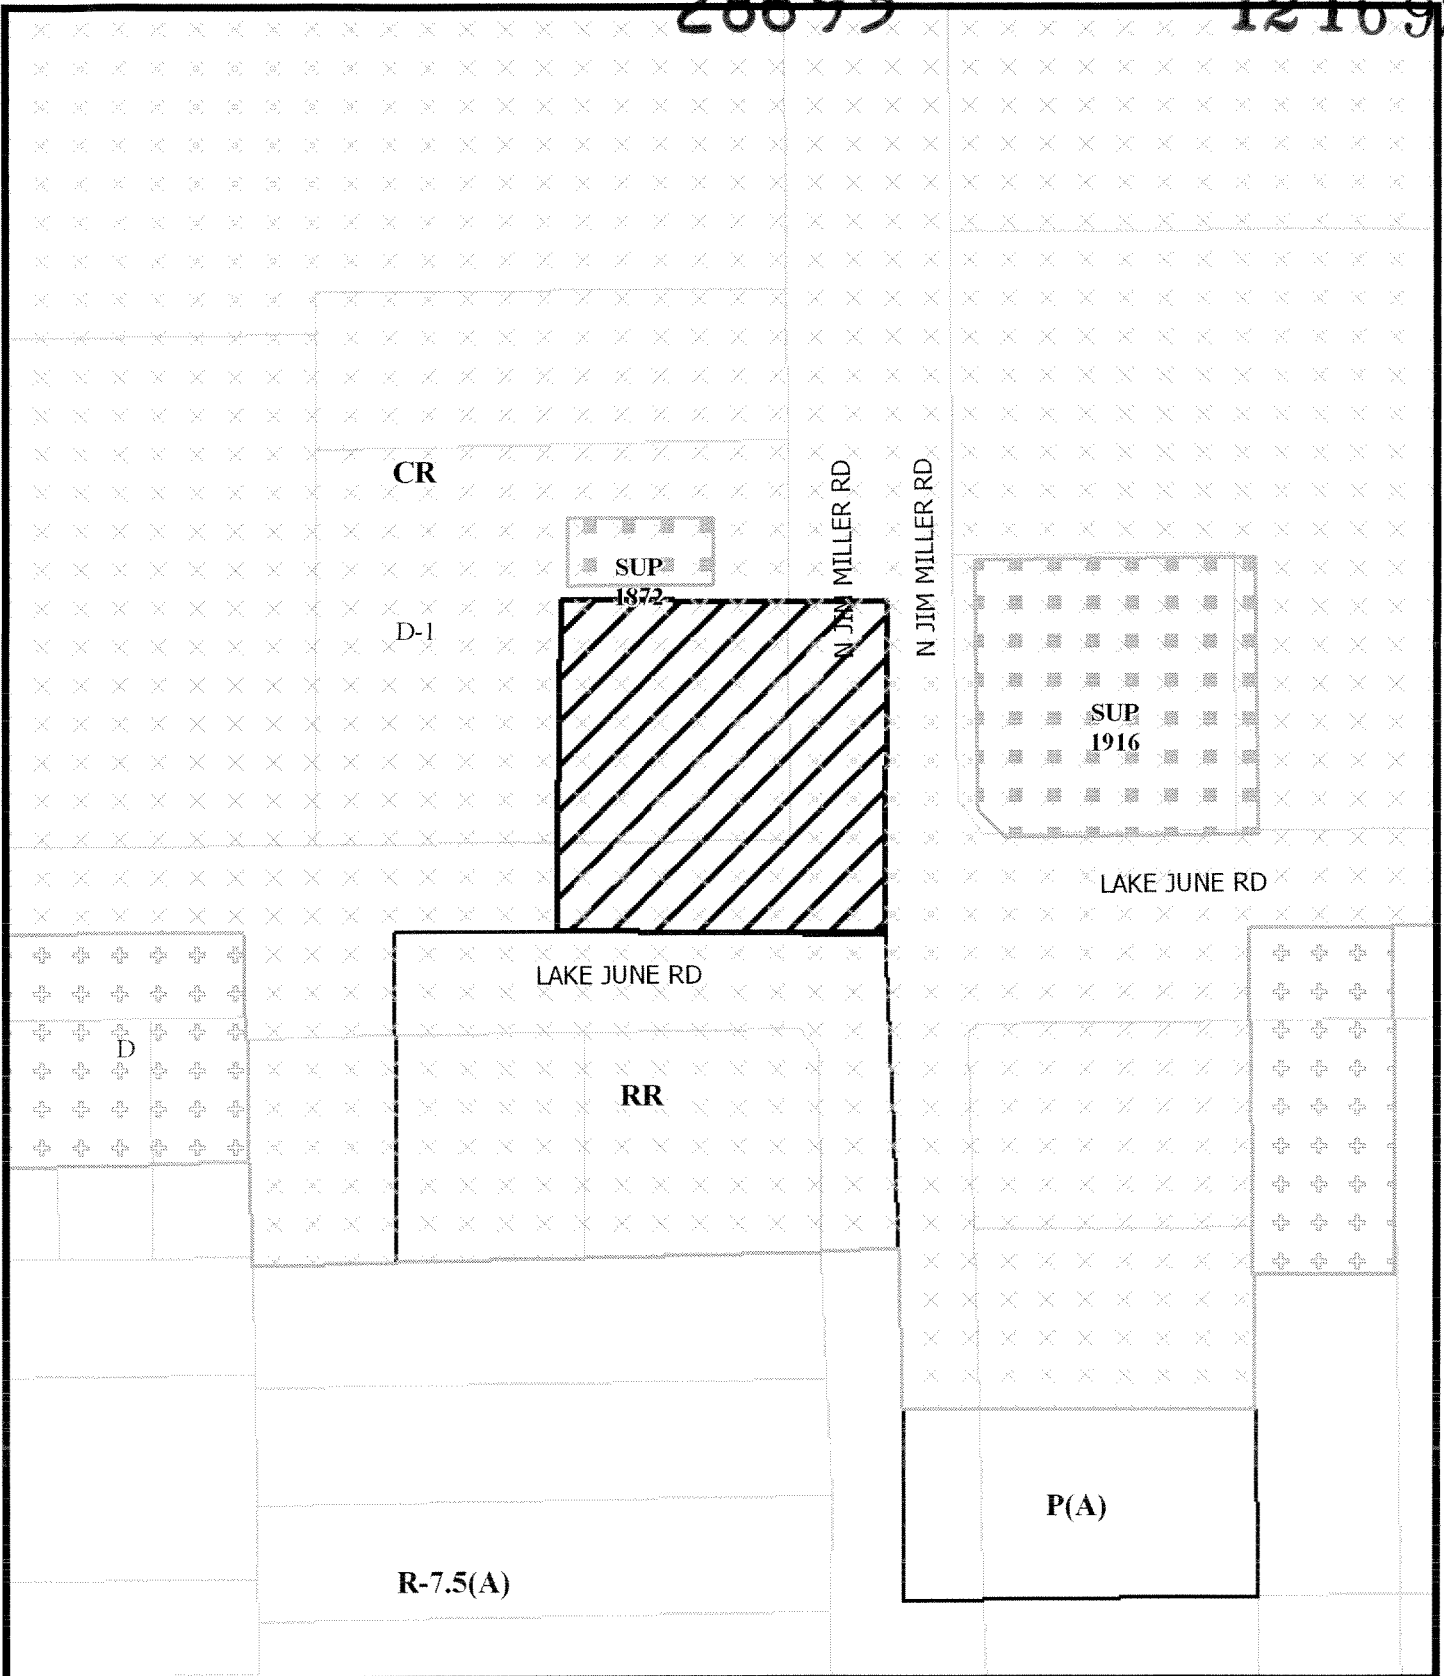 CR
N JIM MILLER RD
N JIM MILLER RD
SUP
1872
D-1
SUP
1916
LAKE JUNE RD
LAKE JUNE RD
D
RR
P(A)
R-7.5(A)